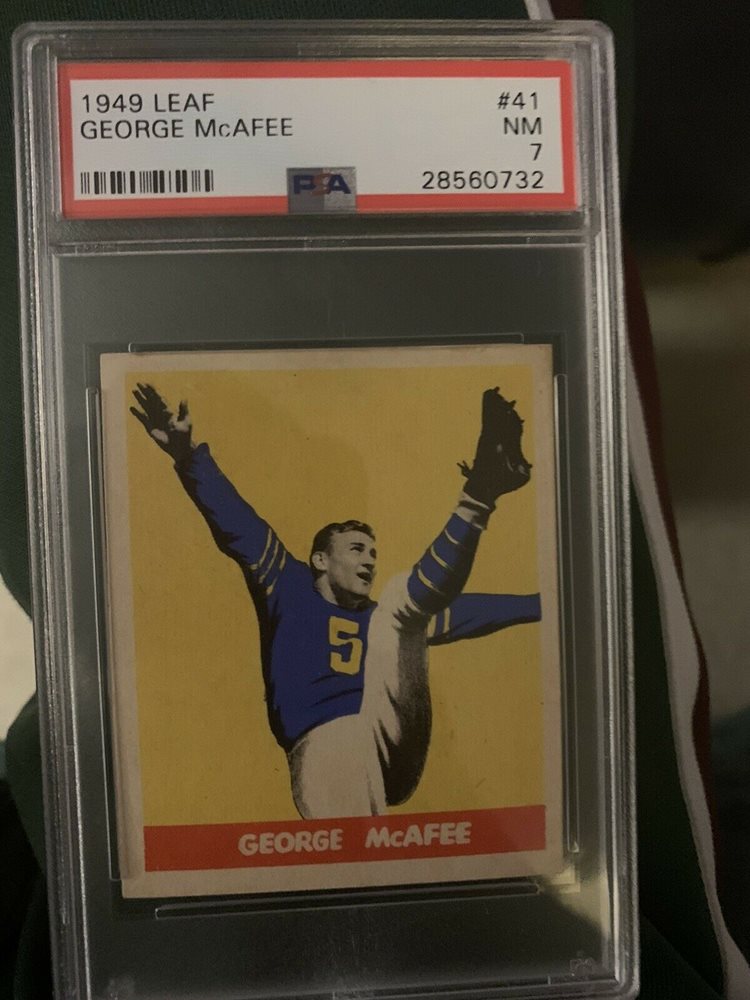 1949 LEAF #41
GEORGE McAFEE NM
7
PSA 28560732
5
GEORGE McAFEE